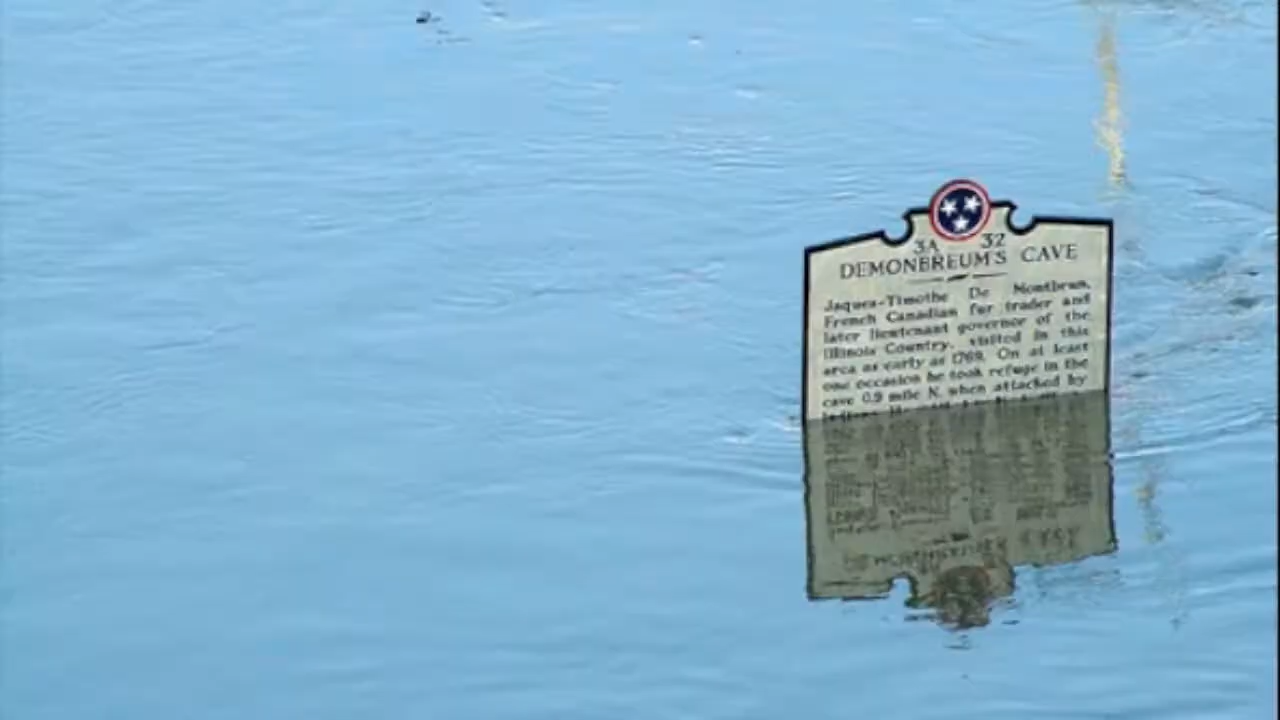 3A 32
DEMONBREUM'S CAVE
Jaques-Timothe De Montbrun,
French Canadian fur trader and
later lieutenant governor of the
Illinois Country, visited in this
area as early as 1769. On at least
one occasion he took refuge in the
cave 0.9 mile N. when attacked by